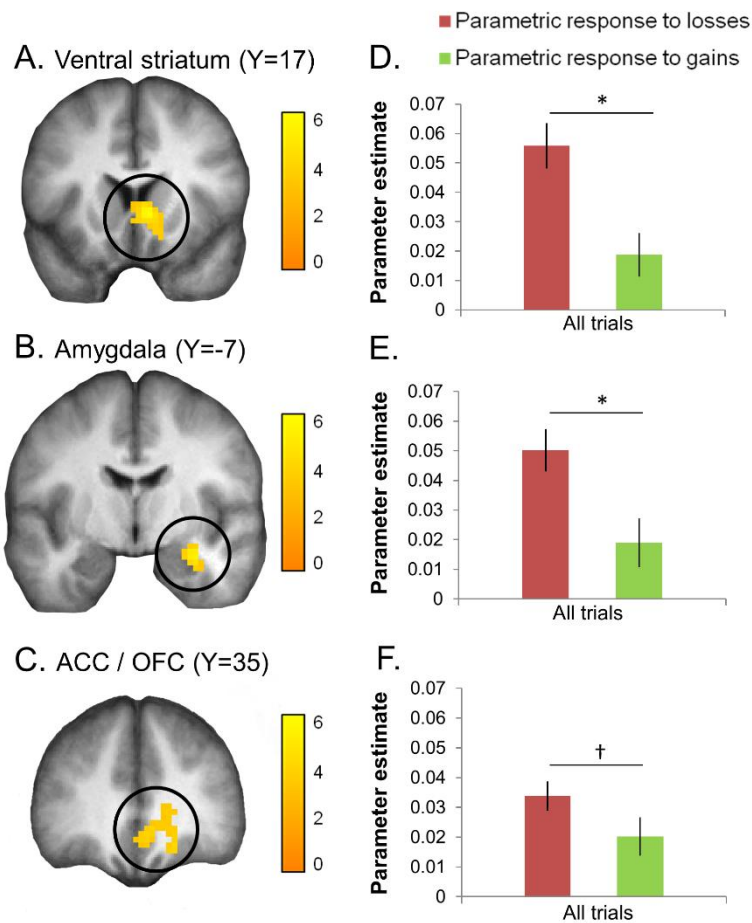 Parametric response to losses
Parametric response to gains
A. Ventral striatum (Y=17)
6
4
2
0
D.
Parameter estimate
0.07
0.06
0.05
0.04
0.03
0.02
0.01
0
*
All trials
B. Amygdala (Y=-7)
6
4
2
0
E.
Parameter estimate
0.07
0.06
0.05
0.04
0.03
0.02
0.01
0
*
All trials
C. ACC / OFC (Y=35)
6
4
2
0
F.
Parameter estimate
0.07
0.06
0.05
0.04
0.03
0.02
0.01
0
†
All trials